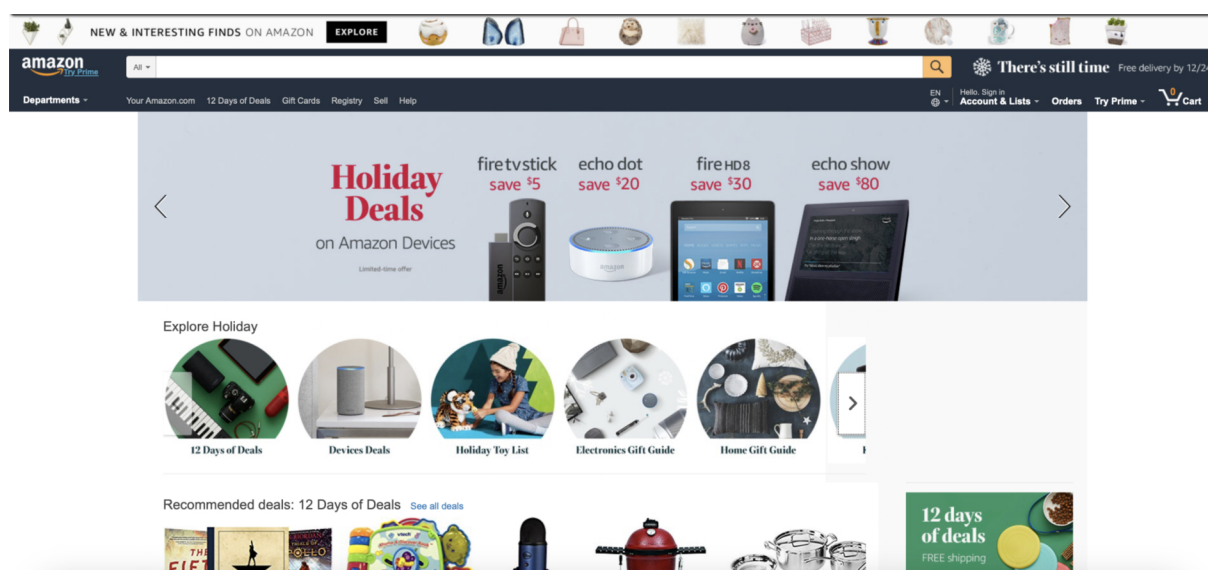 NEW & INTERESTING FINDS ON AMAZON EXPLORE
amazon
Try Prime
All
There's still time Free delivery by 12/24
Departments
Your Amazon.com 12 Days of Deals Gift Cards Registry Sell Help
EN
Hello. Sign in
Account & Lists Orders Try Prime 0 Cart
Holiday
Deals
on Amazon Devices
Limited-time offer
fire tv stick
save $5
echo dot
save $20
fire HD8
save $30
echo show
save $80
amazon
amazon
Explore Holiday
12 Days of Deals
Devices Deals
Holiday Toy List
Electronics Gift Guide
Home Gift Guide
Recommended deals: 12 Days of Deals See all deals
THE
vtech
12 days
of deals
FREE shipping